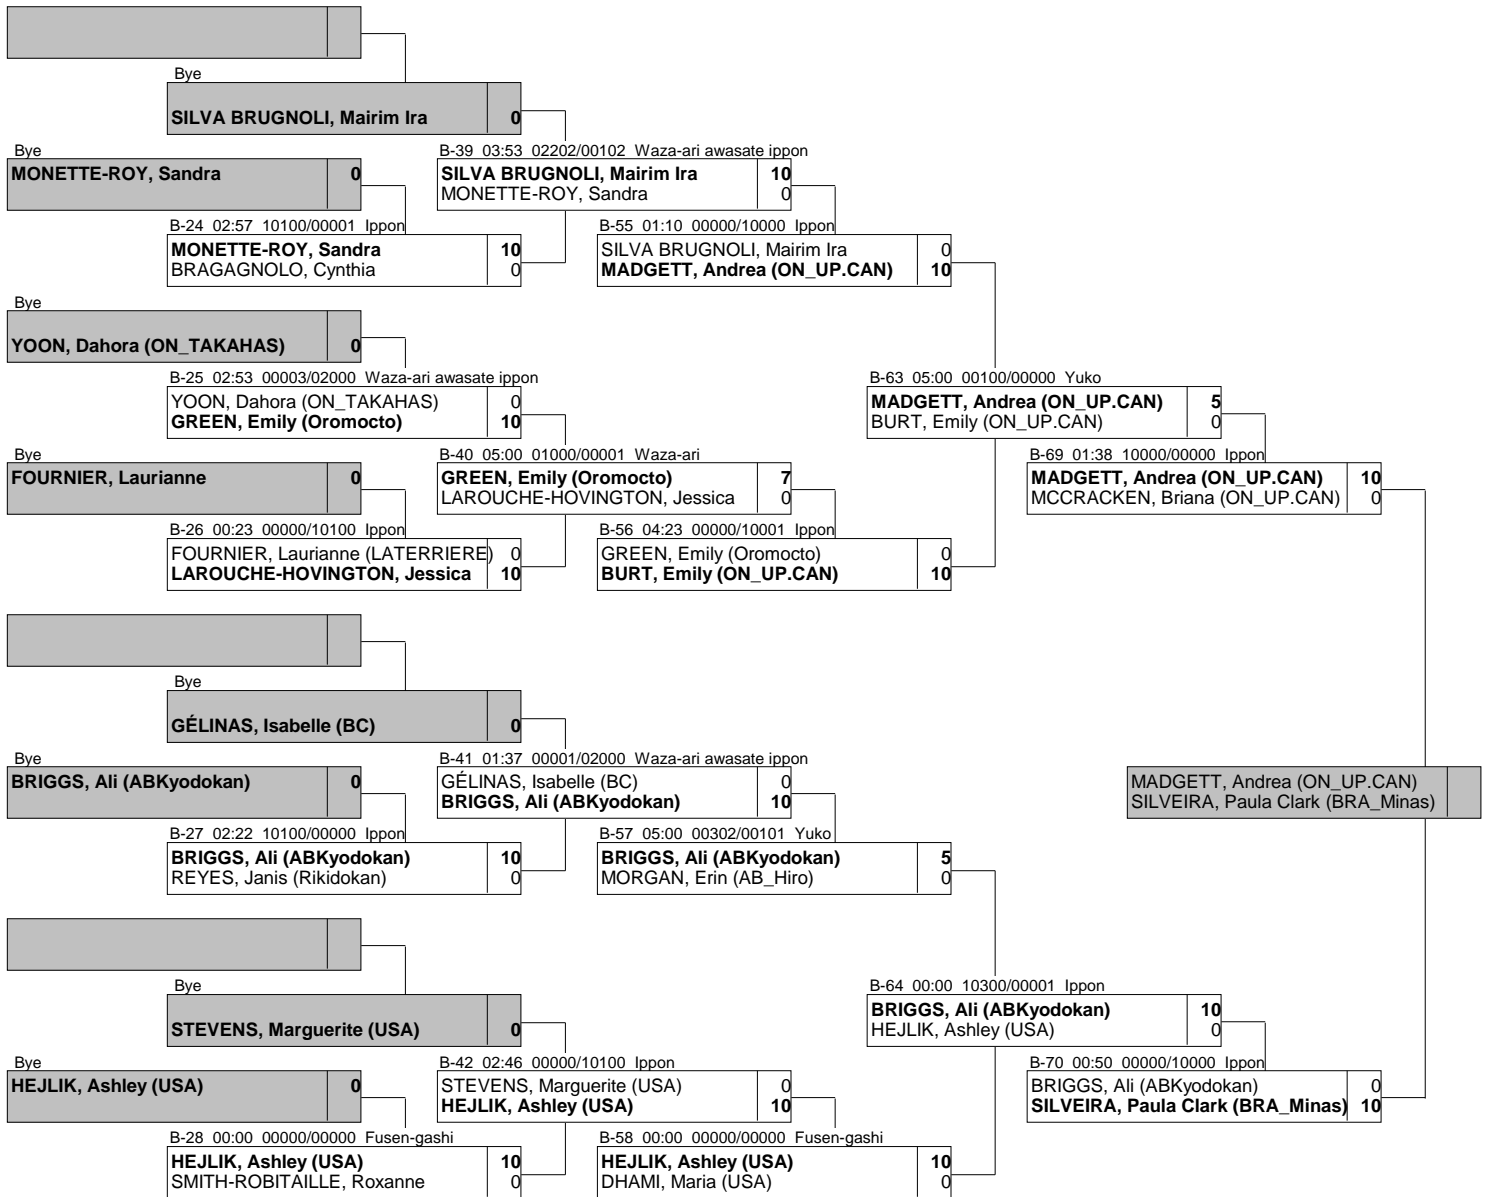 Bye
SILVA BRUGNOLI, Mairim Ira 0
Bye
MONETTE-ROY, Sandra 0
B-39 03:53 02202/00102 Waza-ari awasate ippon
SILVA BRUGNOLI, Mairim Ira 10
MONETTE-ROY, Sandra 0
B-24 02:57 10100/00001 Ippon
MONETTE-ROY, Sandra 10
BRAGAGNOLO, Cynthia 0
B-55 01:10 00000/10000 Ippon
SILVA BRUGNOLI, Mairim Ira 0
MADGETT, Andrea (ON_UP.CAN) 10
Bye
YOON, Dahora (ON_TAKAHAS) 0
B-25 02:53 00003/02000 Waza-ari awasate ippon
YOON, Dahora (ON_TAKAHAS) 0
GREEN, Emily (Oromocto) 10
B-63 05:00 00100/00000 Yuko
MADGETT, Andrea (ON_UP.CAN) 5
BURT, Emily (ON_UP.CAN) 0
Bye
FOURNIER, Laurianne 0
B-40 05:00 01000/00001 Waza-ari
GREEN, Emily (Oromocto) 7
LAROUCHE-HOVINGTON, Jessica 0
B-69 01:38 10000/00000 Ippon
MADGETT, Andrea (ON_UP.CAN) 10
MCCRACKEN, Briana (ON_UP.CAN) 0
B-26 00:23 00000/10100 Ippon
FOURNIER, Laurianne (LATERRIERE) 0
LAROUCHE-HOVINGTON, Jessica 10
B-56 04:23 00000/10001 Ippon
GREEN, Emily (Oromocto) 0
BURT, Emily (ON_UP.CAN) 10
Bye
GÉLINAS, Isabelle (BC) 0
Bye
BRIGGS, Ali (ABKyodokan) 0
B-41 01:37 00001/02000 Waza-ari awasate ippon
GÉLINAS, Isabelle (BC) 0
BRIGGS, Ali (ABKyodokan) 10
MADGETT, Andrea (ON_UP.CAN)
SILVEIRA, Paula Clark (BRA_Minas)
B-27 02:22 10100/00000 Ippon
BRIGGS, Ali (ABKyodokan) 10
REYES, Janis (Rikidokan) 0
B-57 05:00 00302/00101 Yuko
BRIGGS, Ali (ABKyodokan) 5
MORGAN, Erin (AB_Hiro) 0
Bye
STEVENS, Marguerite (USA) 0
B-64 00:00 10300/00001 Ippon
BRIGGS, Ali (ABKyodokan) 10
HEJLIK, Ashley (USA) 0
Bye
HEJLIK, Ashley (USA) 0
B-42 02:46 00000/10100 Ippon
STEVENS, Marguerite (USA) 0
HEJLIK, Ashley (USA) 10
B-70 00:50 00000/10000 Ippon
BRIGGS, Ali (ABKyodokan) 0
SILVEIRA, Paula Clark (BRA_Minas) 10
B-28 00:00 00000/00000 Fusen-gashi
HEJLIK, Ashley (USA) 10
SMITH-ROBITAILLE, Roxanne 0
B-58 00:00 00000/00000 Fusen-gashi
HEJLIK, Ashley (USA) 10
DHAMI, Maria (USA) 0